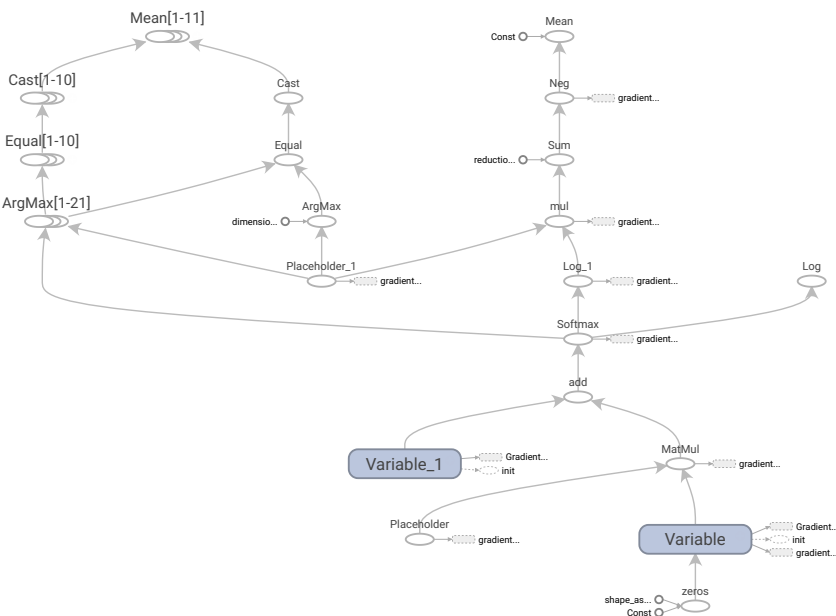 Mean[1-11]
Mean
Const
Cast[1-10]
Cast
Neg
gradient...
Equal[1-10]
Equal
Sum
reductio...
ArgMax[1-21]
ArgMax
mul
dimensio...
gradient...
Placeholder_1
gradient...
Log_1
gradient...
Log
Softmax
gradient...
add
Variable_1
Gradient...
init
MatMul
gradient...
Placeholder
gradient...
Variable
Gradient..
init
gradient..
zeros
shape_as...
Const